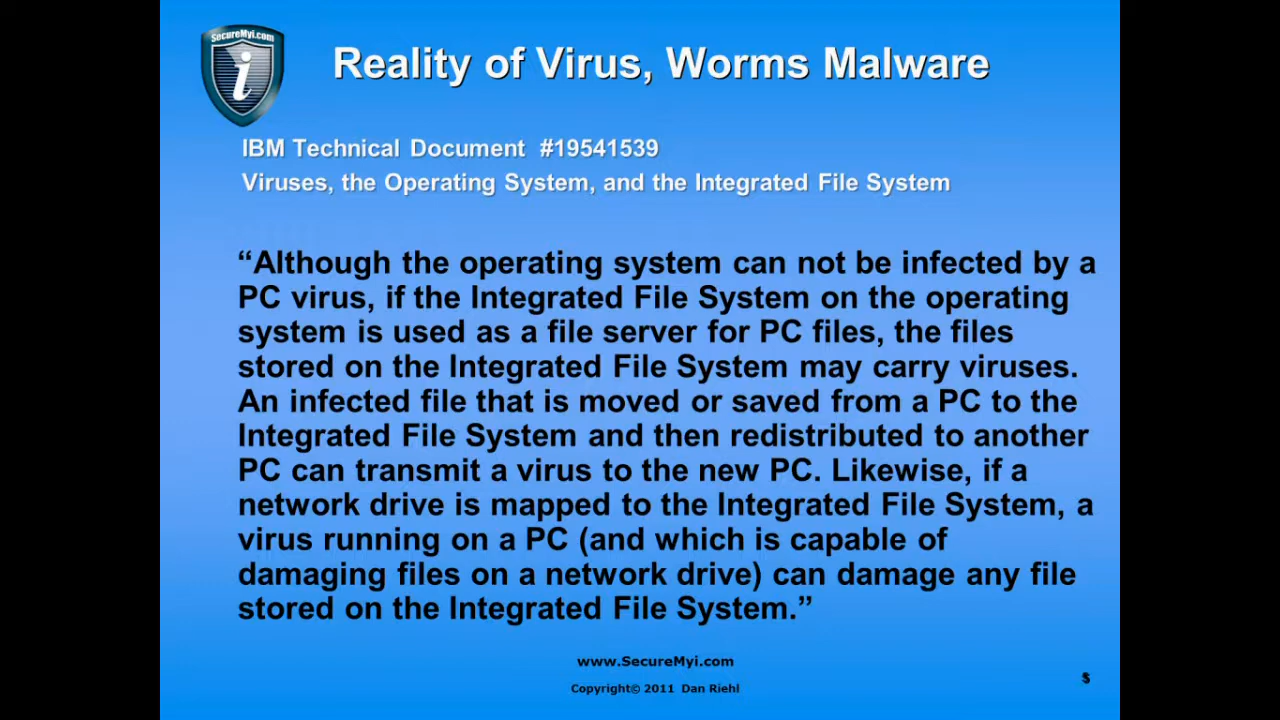 SecureMyi.com
i
Reality of Virus, Worms Malware
IBM Technical Document #19541539
Viruses, the Operating System, and the Integrated File System
“Although the operating system can not be infected by a
PC virus, if the Integrated File System on the operating
system is used as a file server for PC files, the files
stored on the Integrated File System may carry viruses.
An infected file that is moved or saved from a PC to the
Integrated File System and then redistributed to another
PC can transmit a virus to the new PC. Likewise, if a
network drive is mapped to the Integrated File System, a
virus running on a PC (and which is capable of
damaging files on a network drive) can damage any file
stored on the Integrated File System.”
www.SecureMyi.com
Copyright© 2011 Dan Riehl